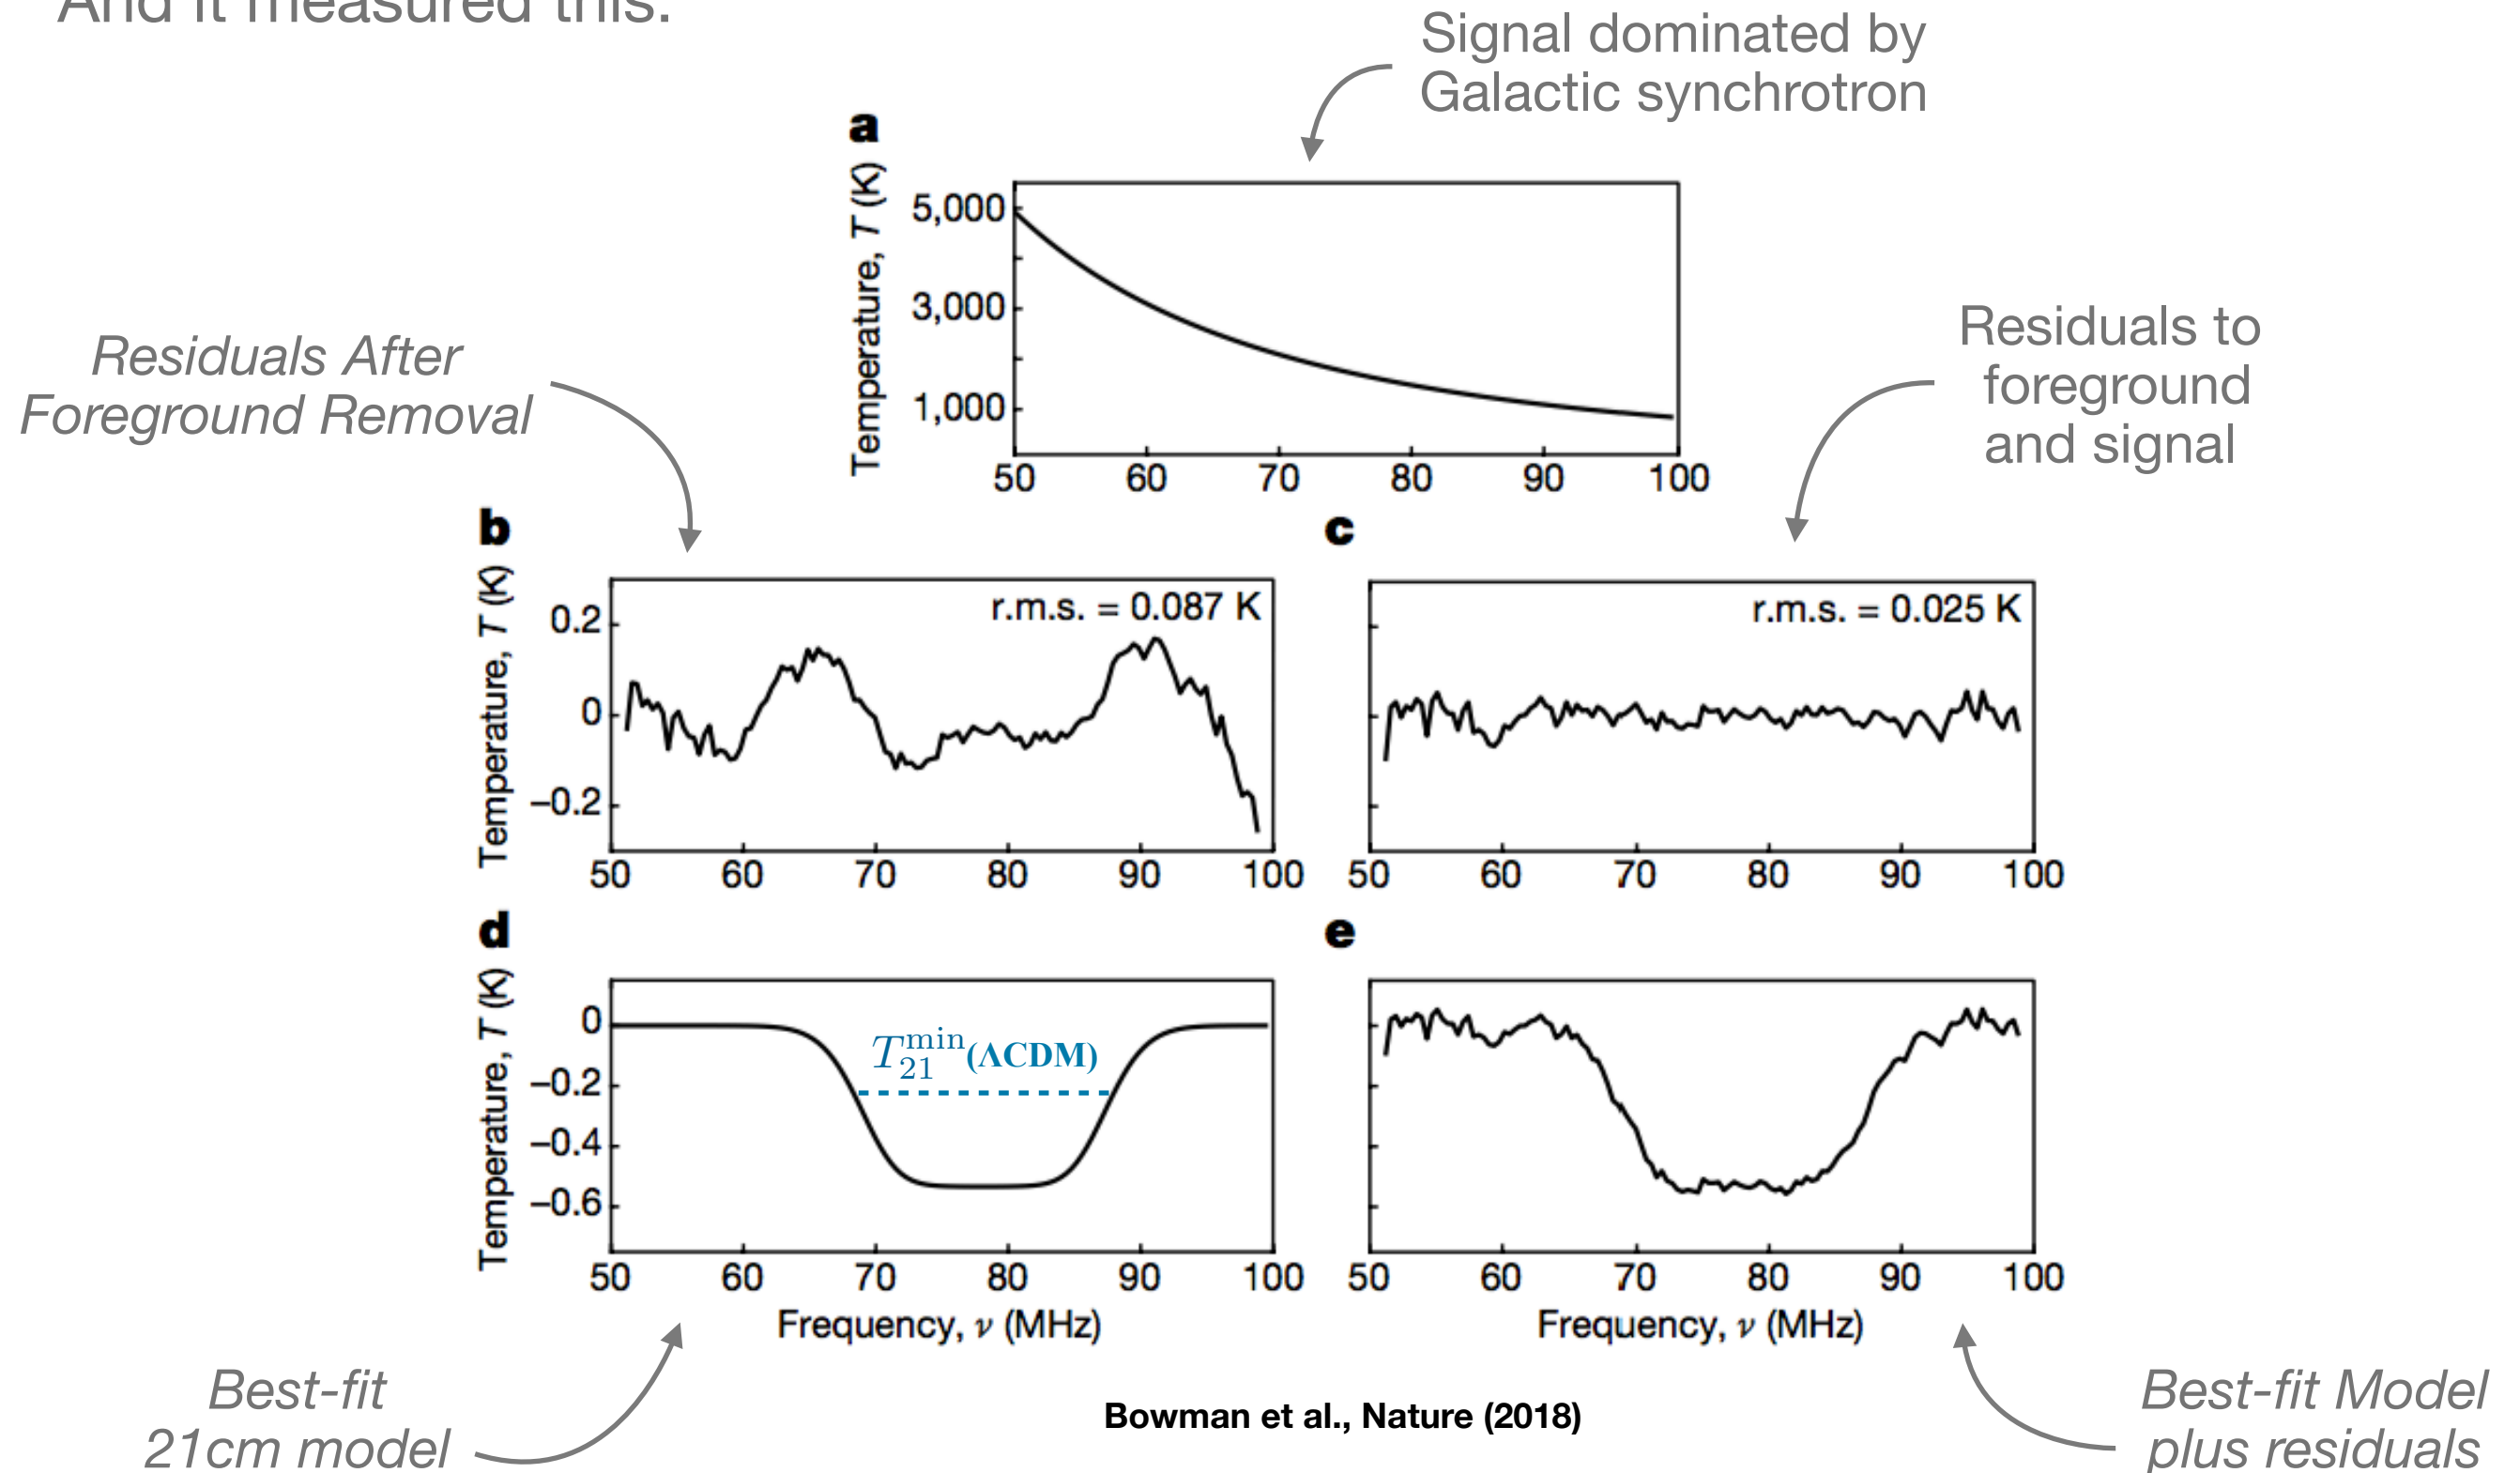 And it measured this.
Signal dominated by
Galactic synchrotron
a
Temperature, T (K)
5,000
3,000
1,000
50 60 70 80 90 100
Residuals After
Foreground Removal
Residuals to
foreground
and signal
b
Temperature, T (K)
0.2
0
−0.2
r.m.s. = 0.087 K
50 60 70 80 90 100
c
r.m.s. = 0.025 K
50 60 70 80 90 100
d
Temperature, T (K)
0
−0.2
−0.4
−0.6
T21min (ΛCDM)
50 60 70 80 90 100
Frequency, ν (MHz)
e
50 60 70 80 90 100
Frequency, ν (MHz)
Best-fit
21cm model
Bowman et al., Nature (2018)
Best-fit Model
plus residuals